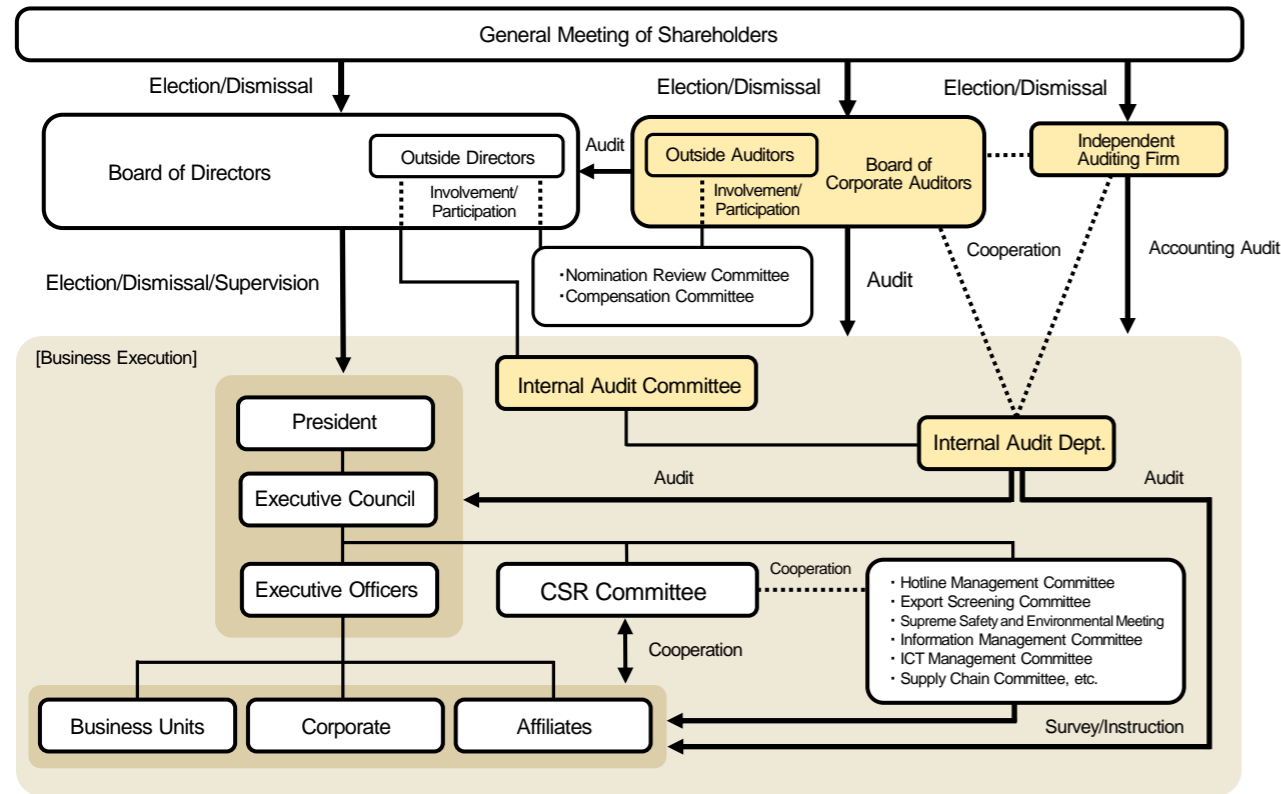 General Meeting of Shareholders
Election/Dismissal
Election/Dismissal
Election/Dismissal
Board of Directors
Outside Directors
Involvement/
Participation
Audit
Outside Auditors
Involvement/
Participation
Board of
Corporate Auditors
Independent
Auditing Firm
Election/Dismissal/Supervision
・Nomination Review Committee
・Compensation Committee
Audit
Cooperation
Accounting Audit
[Business Execution]
Internal Audit Committee
President
Internal Audit Dept.
Executive Council
Audit
Audit
Executive Officers
CSR Committee
Cooperation
・Hotline Management Committee
・Export Screening Committee
・Supreme Safety and Environmental Meeting
・Information Management Committee
・ICT Management Committee
・Supply Chain Committee, etc.
Cooperation
Business Units
Corporate
Affiliates
Survey/Instruction